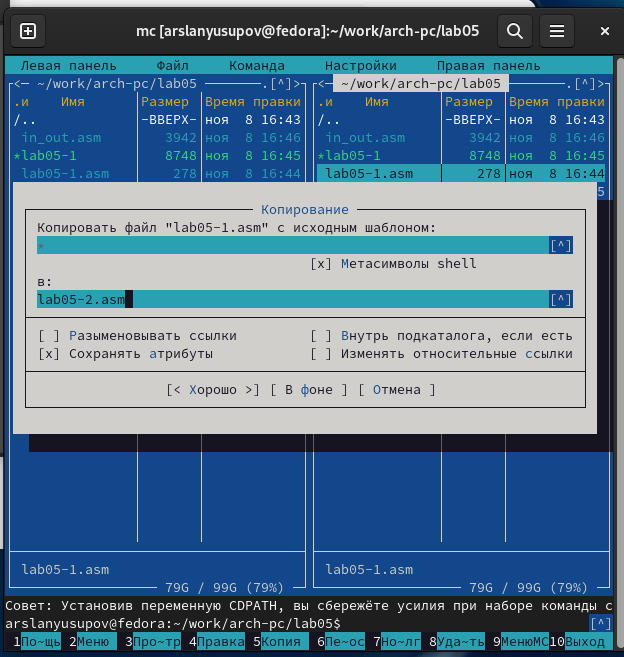 mc [arslanyusupov@fedora]:~/work/arch-pc/lab05
Левая панель Файл Команда Настройки Правая панель
<— ~/work/arch-pc/lab05 .[^]> <— ~/work/arch-pc/lab05 .[^]>
.и Имя Размер Время правки .и Имя Размер Время правки
/.. -ВВЕРХ- ноя 8 16:43 /.. -ВВЕРХ- ноя 8 16:43
in_out.asm 3942 ноя 8 16:46 in_out.asm 3942 ноя 8 16:46
*lab05-1 8748 ноя 8 16:45 *lab05-1 8748 ноя 8 16:45
lab05-1.asm 278 ноя 8 16:44 lab05-1.asm 278 ноя 8 16:44
5
Копирование
Копировать файл "lab05-1.asm" с исходным шаблоном:
* [^]
[x] Метасимволы shell
в:
lab05-2.asm [^]
[ ] Разыменовывать ссылки [ ] Внутрь подкаталога, если есть
[x] Сохранять атрибуты [ ] Изменять относительные ссылки
[< Хорошо >] [ В фоне ] [ Отмена ]
lab05-1.asm lab05-1.asm
79G / 99G (79%) 79G / 99G (79%)
Совет: Установив переменную CDPATH, вы сбережёте усилия при наборе команды c
arslanyusupov@fedora:~/work/arch-pc/lab05$ [^]
1По~щь 2Меню 3Про~тр 4Правка 5Копия 6Пе~ос 7Но~лг 8Уда~ть 9МенюMC 10Выход